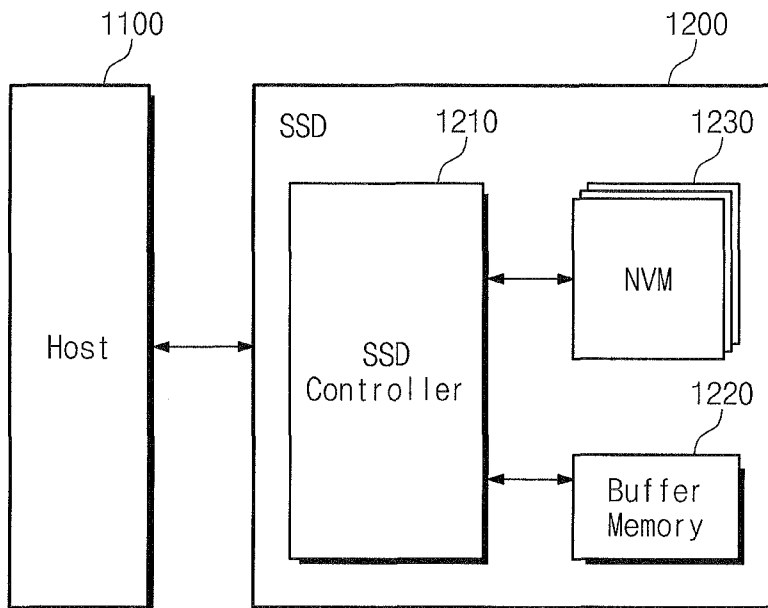 1100
1200
SSD
1210
1230
Host
SSD
Controller
NVM
1220
Buffer
Memory